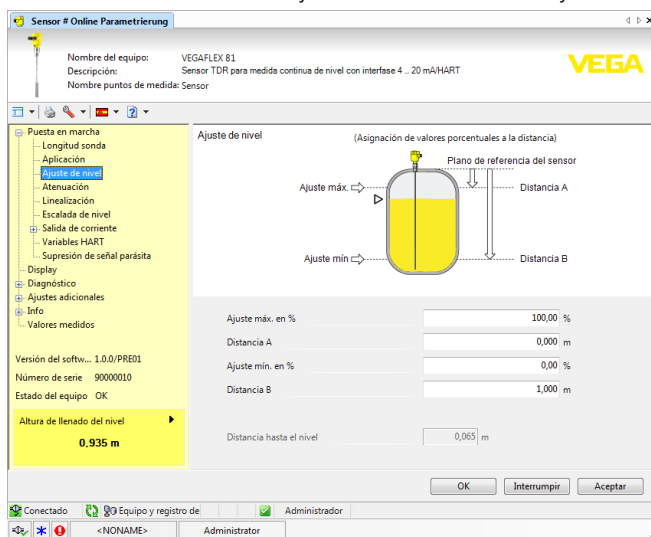 Sensor # Online Parametrierung
Nombre del equipo: VEGAFLEX 81
Descripción: Sensor TDR para medida continua de nivel con interfase 4 .. 20 mA/HART
Nombre puntos de medida: Sensor
VEGA
Puesta en marcha
Longitud sonda
Aplicación
Ajuste de nivel
Atenuación
Linealización
Escalada de nivel
Salida de corriente
Variables HART
Supresión de señal parásita
Display
Diagnóstico
Ajustes adicionales
Info
Valores medidos
Versión del softw... 1.0.0/PRE01
Número de serie 90000010
Estado del equipo OK
Altura de llenado del nivel
0,935 m
Ajuste de nivel
(Asignación de valores porcentuales a la distancia)
Plano de referencia del sensor
Ajuste máx.
Distancia A
Ajuste mín
Distancia B
Ajuste máx. en % 100,00 %
Distancia A 0,000 m
Ajuste mín. en % 0,00 %
Distancia B 1,000 m
Distancia hasta el nivel 0,065 m
OK Interrumpir Aceptar
Conectado Equipo y registro de Administrador
<NONAME> Administrator